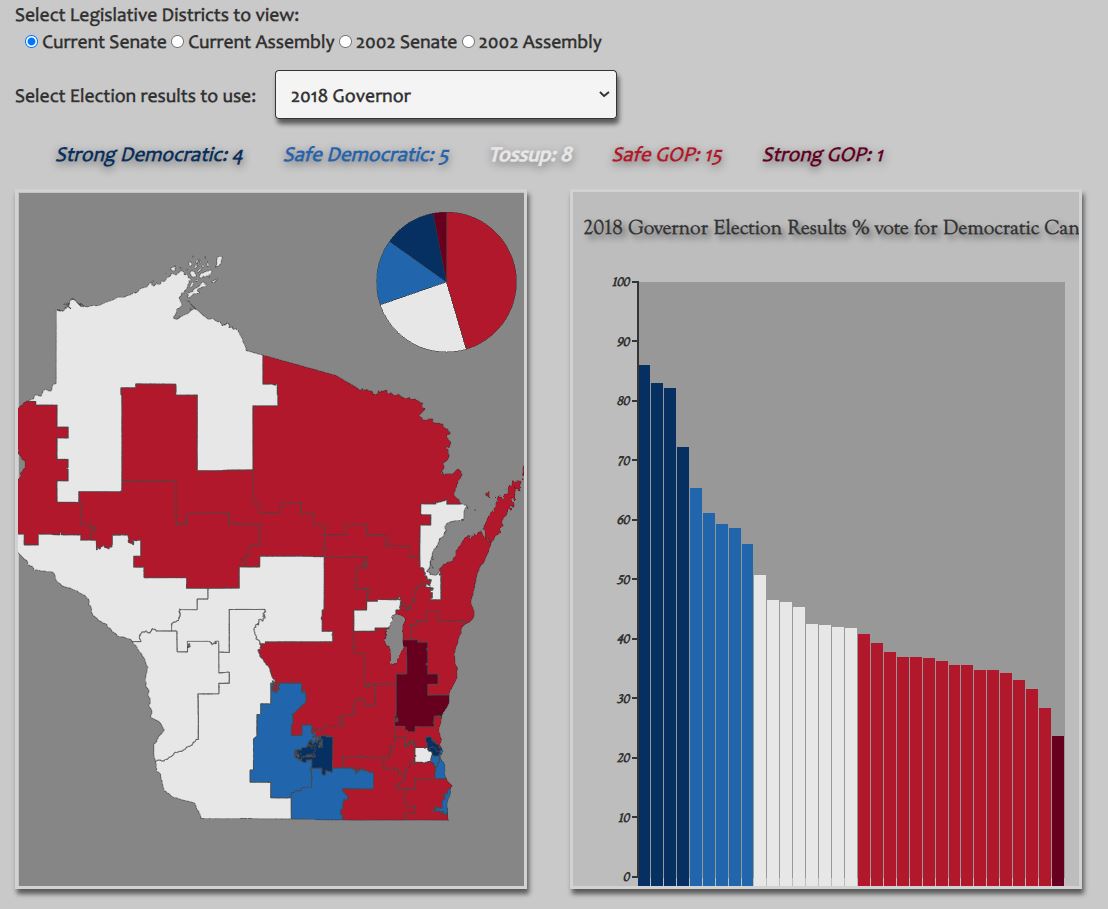 Select Legislative Districts to view:
Current Senate Current Assembly 2002 Senate 2002 Assembly
Select Election results to use: 2018 Governor
Strong Democratic: 4 Safe Democratic: 5 Tossup: 8 Safe GOP: 15 Strong GOP: 1
2018 Governor Election Results % vote for Democratic Can
100
90
80
70
60
50
40
30
20
10
0